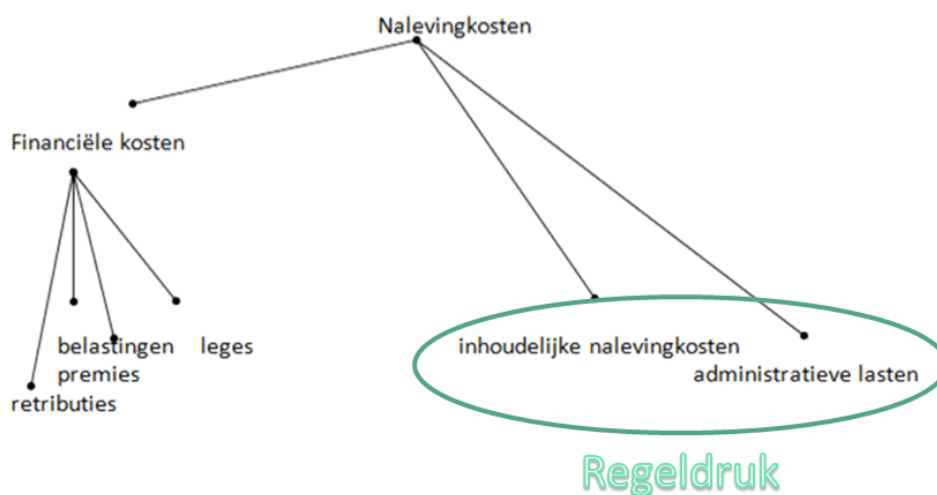 Nalevingkosten
Financiële kosten
belastingen leges
premies
retributies
inhoudelijke nalevingkosten
administratieve lasten
Regeldruk